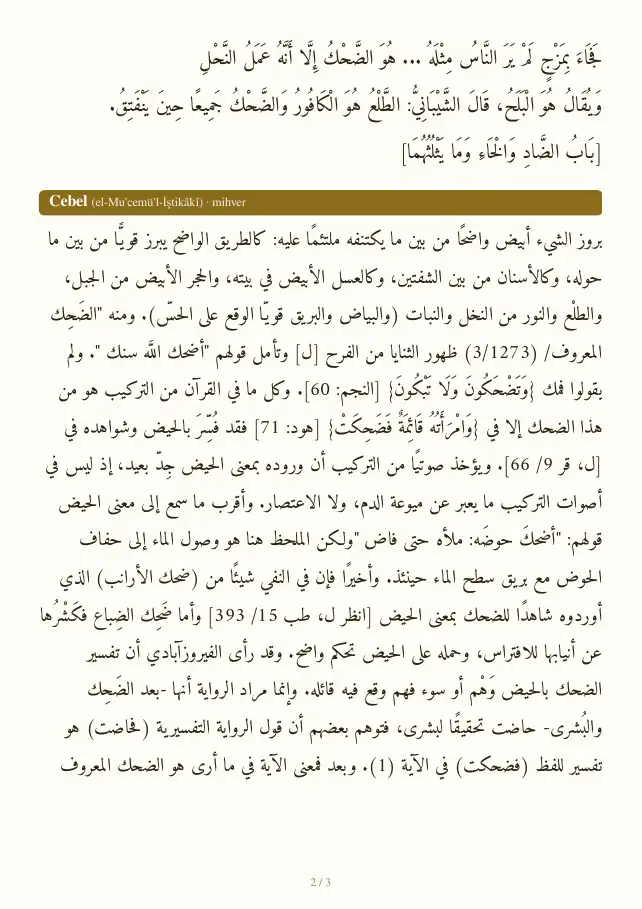 فَجَاءَ بِمَزْجٍ لَمْ يَرَ النَّاسُ مِثْلَهُ ... هُوَ الضَّحْكُ إِلَّا أَنَّهُ عَمَلُ النَّحْلِ
وَيُقَالُ هُوَ الْبَلَحُ، قَالَ الشَّيْبَانِيُّ: الطَّلْعُ هُوَ الْكَافُورُ وَالضَّحْكُ جَمِيعًا حِينَ يَنْفَتِقُ.
[بَابُ الضَّادِ وَالْخَاءِ وَمَا يَثْلُثُهُمَا]
Cebel (el-Mu'cemü'l-İştikâkî) · mihver
بروز الشيء أبيض واضحًا من بين ما يكتنفه ملتئمًا عليه: كالطريق الواضح يبرز قويًّا من بين ما
حوله، وكالأسنان من بين الشفتين، وكالعسل الأبيض في بيته، والحجر الأبيض من الجبل،
والطلْع والنور من النخل والنبات (والبياض والبريق قويّا الوقع على الحسّ). ومنه "الضَحِك
المعروف/ (3/1273) ظهور الثنايا من الفرح [ل] وتأمل قولهم "أضحك الله سنك ". ولم
يقولوا فمك {وَتَضْحَكُونَ وَلَا تَبْكُونَ} [النجم: 60]. وكل ما في القرآن من التركيب هو من
هذا الضحك إلا في {وَامْرَأَتُهُ قَائِمَةٌ فَضَحِكَتْ} [هود: 71] فقد فُسِّرَ بالحيض وشواهده في
[ل، قر 9/ 66]. ويؤخذ صوتيًا من التركيب أن وروده بمعنى الحيض جِدّ بعيد، إذ ليس في
أصوات التركيب ما يعبر عن ميوعة الدم، ولا الاعتصار. وأقرب ما سمع إلى معنى الحيض
قولهم: "أضحكَ حوضَه: ملأه حتى فاض "ولكن الملحظ هنا هو وصول الماء إلى حفاف
الحوض مع بريق سطح الماء حينئذ. وأخيرًا فإن في النفي شيئًا من (ضحك الأرانب) الذي
أوردوه شاهدًا للضحك بمعنى الحيض [انظر ل، طب 15/ 393] وأما ضَحِك الضِباع فكَشْرُها
عن أنيابها للافتراس، وحمله على الحيض تحكم واضح. وقد رأى الفيروزآبادي أن تفسير
الضحك بالحيض وَهْم أو سوء فهم وقع فيه قائله. وإنما مراد الرواية أنها -بعد الضَحِك
والبُشرى- حاضت تحقيقًا لبشرى، فتوهم بعضهم أن قول الرواية التفسيرية (فحاضت) هو
تفسير للفظ (فضحكت) في الآية (1). وبعد فمعنى الآية في ما أرى هو الضحك المعروف
2 / 3